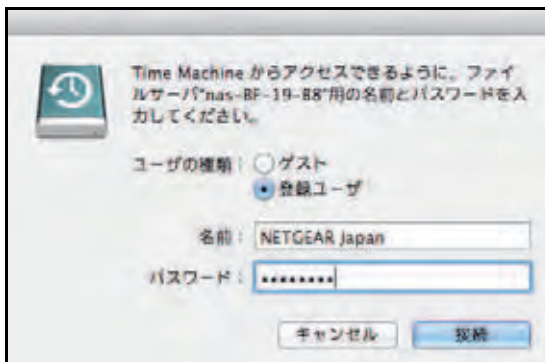 Time Machine からアクセスできるように、ファイ
ルサーバ"nas-BF-19-B8"用の名前とパスワードを入
力してください。
ユーザの種類： ゲスト
登録ユーザ
名前： NETGEAR Japan
パスワード： ••••••••
キャンセル 接続